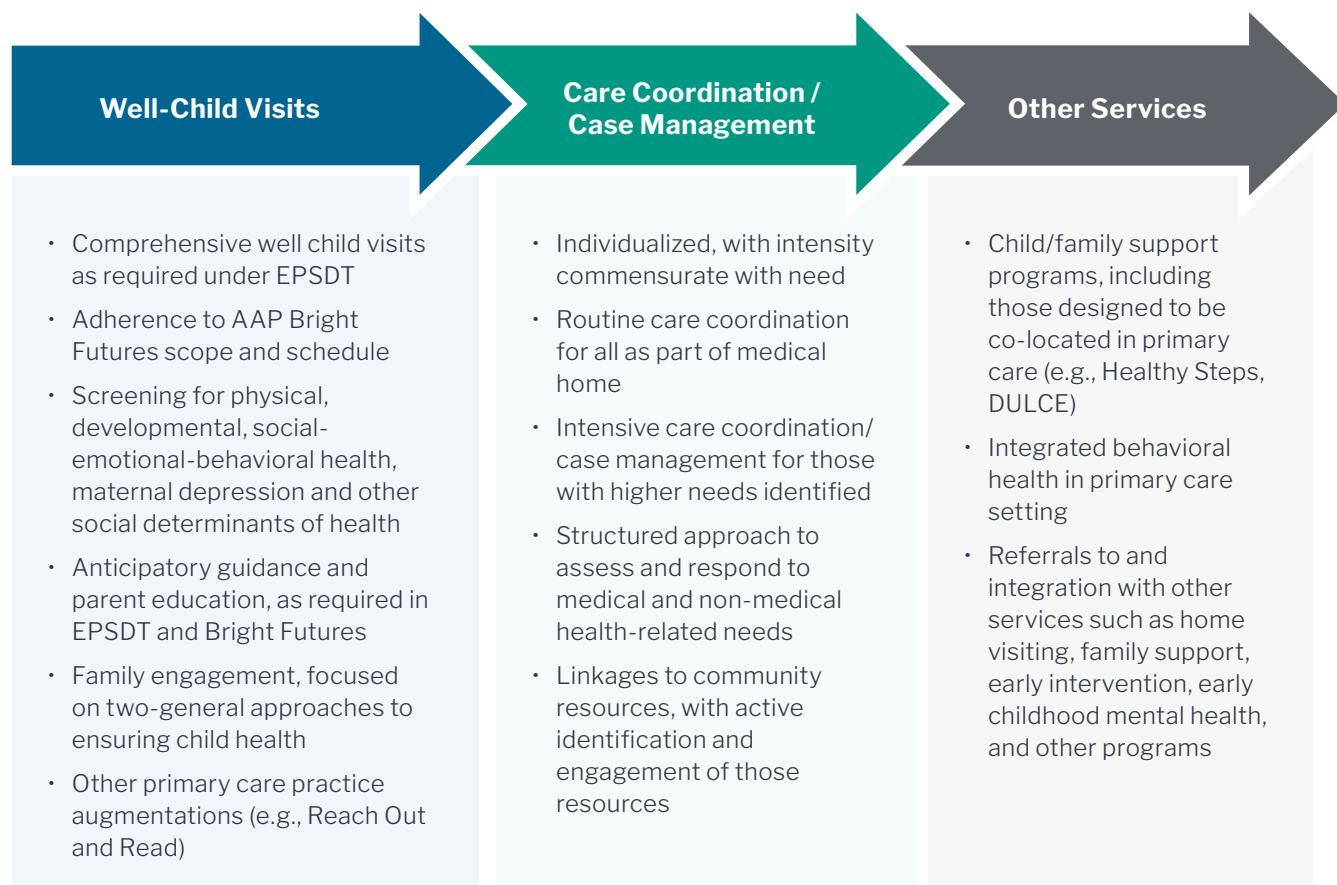 Well-Child Visits
• Comprehensive well child visits
as required under EPSDT
• Adherence to AAP Bright
Futures scope and schedule
• Screening for physical,
developmental, social-
emotional-behavioral health,
maternal depression and other
social determinants of health
• Anticipatory guidance and
parent education, as required in
EPSDT and Bright Futures
• Family engagement, focused
on two-general approaches to
ensuring child health
• Other primary care practice
augmentations (e.g., Reach Out
and Read)
Care Coordination /
Case Management
• Individualized, with intensity
commensurate with need
• Routine care coordination
for all as part of medical
home
• Intensive care coordination/
case management for those
with higher needs identified
• Structured approach to
assess and respond to
medical and non-medical
health-related needs
• Linkages to community
resources, with active
identification and
engagement of those
resources
Other Services
• Child/family support
programs, including
those designed to be
co-located in primary
care (e.g., Healthy Steps,
DULCE)
• Integrated behavioral
health in primary care
setting
• Referrals to and
integration with other
services such as home
visiting, family support,
early intervention, early
childhood mental health,
and other programs